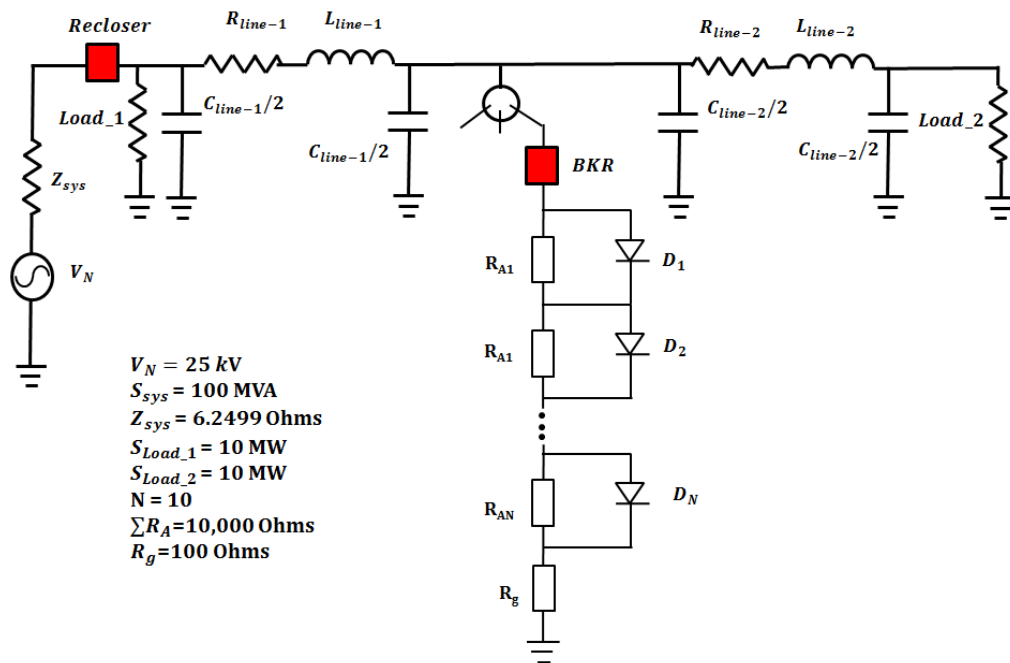 Recloser
R_line−1
L_line−1
R_line−2
L_line−2
Load_1
C_line−1/2
C_line−1/2
C_line−2/2
C_line−2/2
Load_2
Z_sys
V_N
BKR
R_A1
D_1
R_A1
D_2
R_AN
D_N
R_g
V_N = 25 kV
S_sys = 100 MVA
Z_sys = 6.2499 Ohms
S_Load_1 = 10 MW
S_Load_2 = 10 MW
N = 10
∑R_A=10,000 Ohms
R_g=100 Ohms